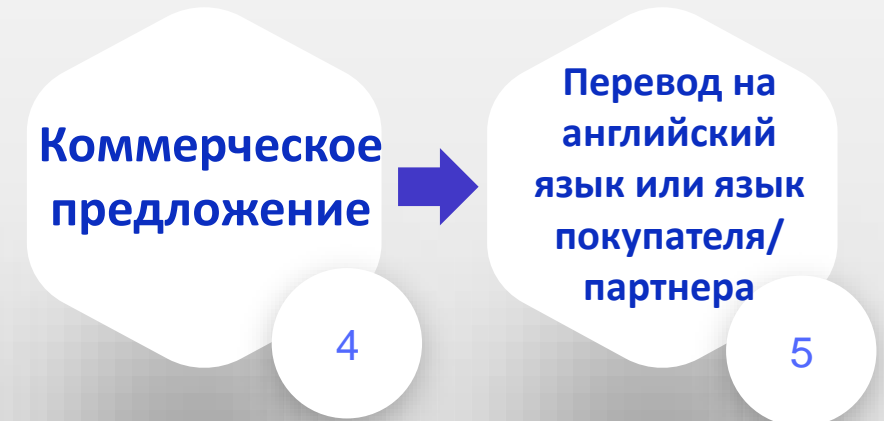 Коммерческое
предложение
4
Перевод на
английский
язык или язык
покупателя/
партнера
5